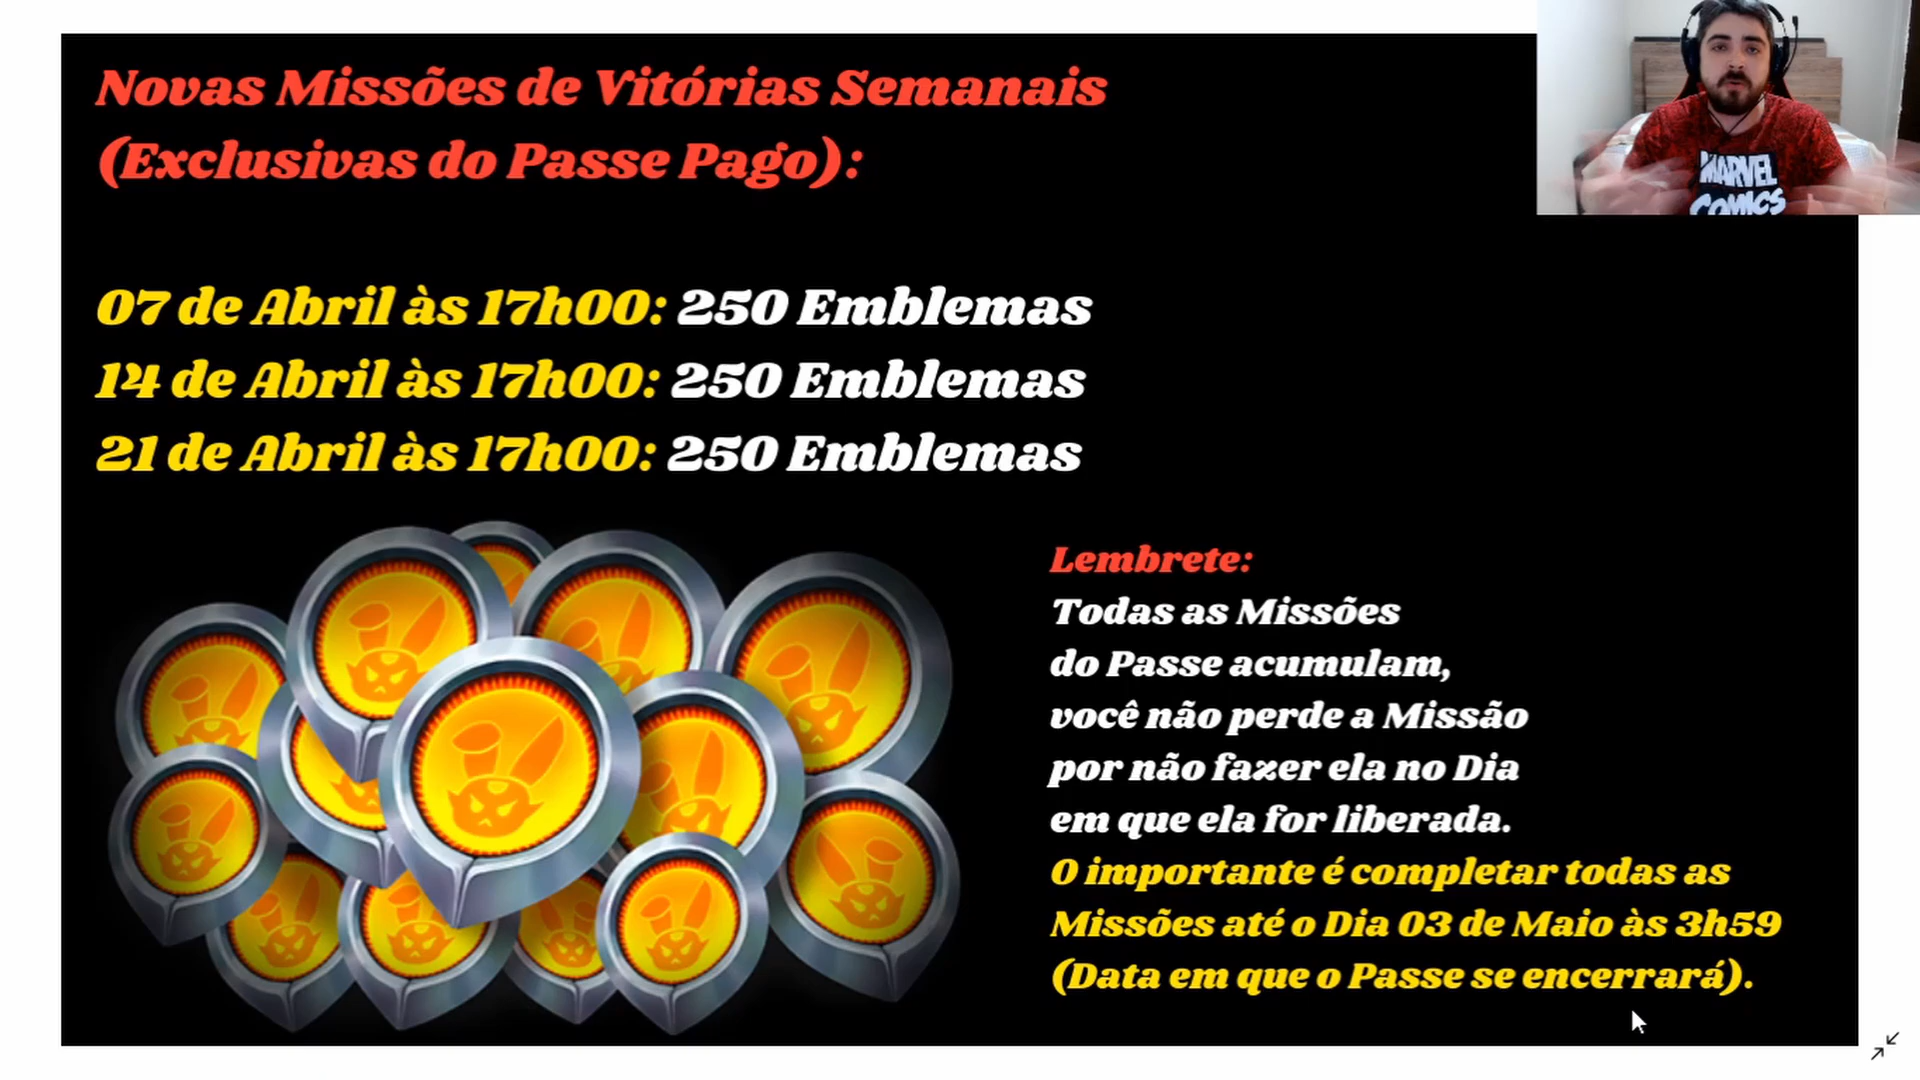 Novas Missões de Vitórias Semanais
(Exclusivas do Passe Pago):
07 de Abril às 17h00: 250 Emblemas
14 de Abril às 17h00: 250 Emblemas
21 de Abril às 17h00: 250 Emblemas
Lembrete:
Todas as Missões
do Passe acumulam,
você não perde a Missão
por não fazer ela no Dia
em que ela for liberada.
O importante é completar todas as
Missões até o Dia 03 de Maio às 3h59
(Data em que o Passe se encerrará).
MARVEL
COMICS